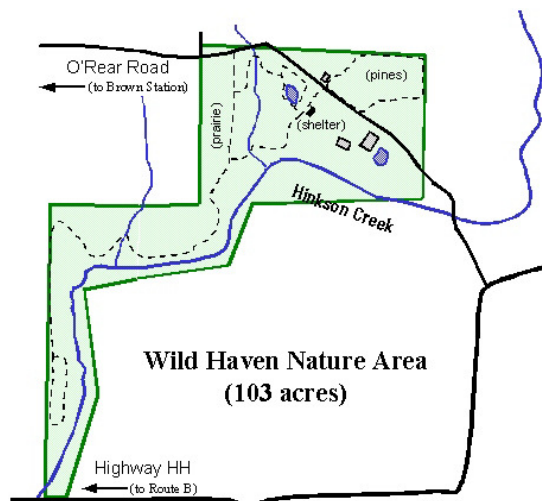 O'Rear Road
(to Brown Station)
(pines)
(prairie)
(shelter)
Hinkson Creek
Wild Haven Nature Area
(103 acres)
Highway HH
(to Route B)